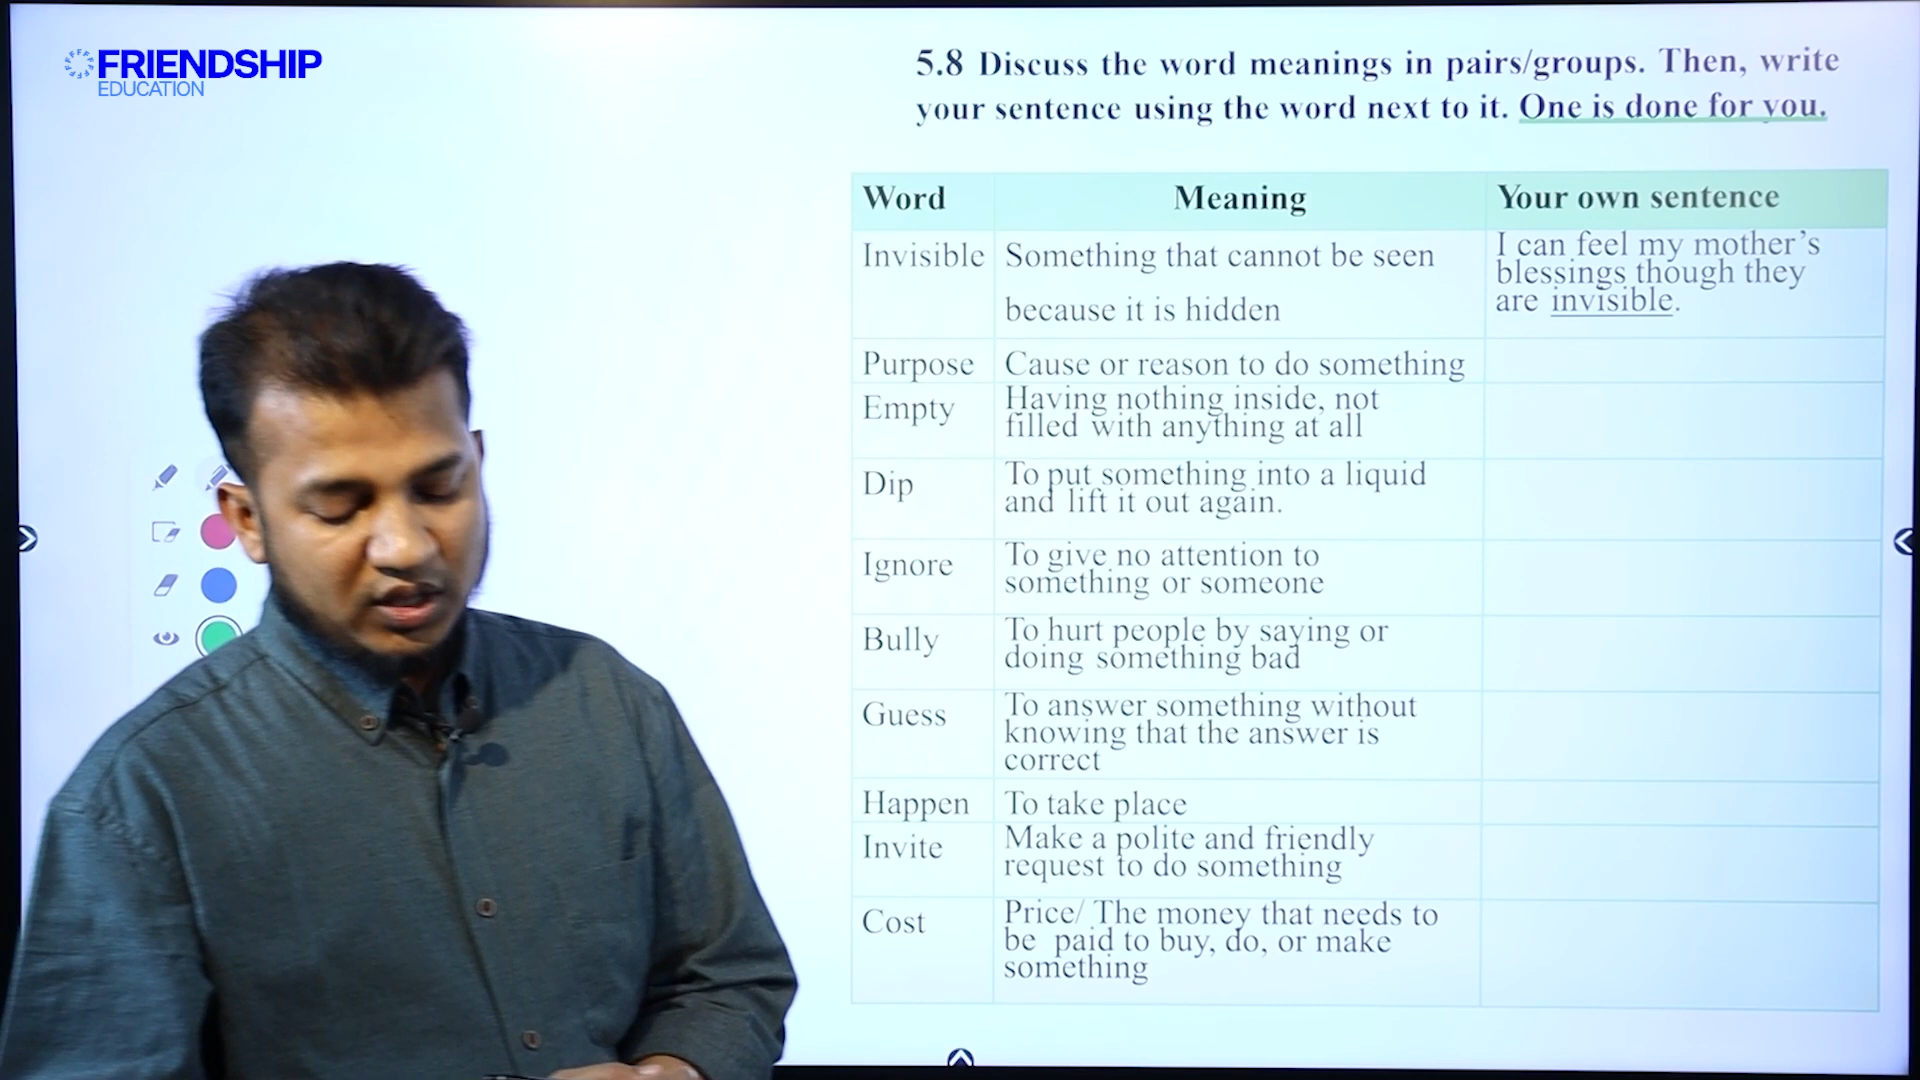 FRIENDSHIP
EDUCATION
5.8 Discuss the word meanings in pairs/groups. Then, write
your sentence using the word next to it. One is done for you.
Word Meaning Your own sentence
Invisible Something that cannot be seen
because it is hidden
I can feel my mother's
blessings though they
are invisible.
Purpose Cause or reason to do something
Empty Having nothing inside, not
filled with anything at all
Dip To put something into a liquid
and lift it out again.
Ignore To give no attention to
something or someone
Bully To hurt people by saying or
doing something bad
Guess To answer something without
knowing that the answer is
correct
Happen To take place
Invite Make a polite and friendly
request to do something
Cost Price/ The money that needs to
be paid to buy, do, or make
something